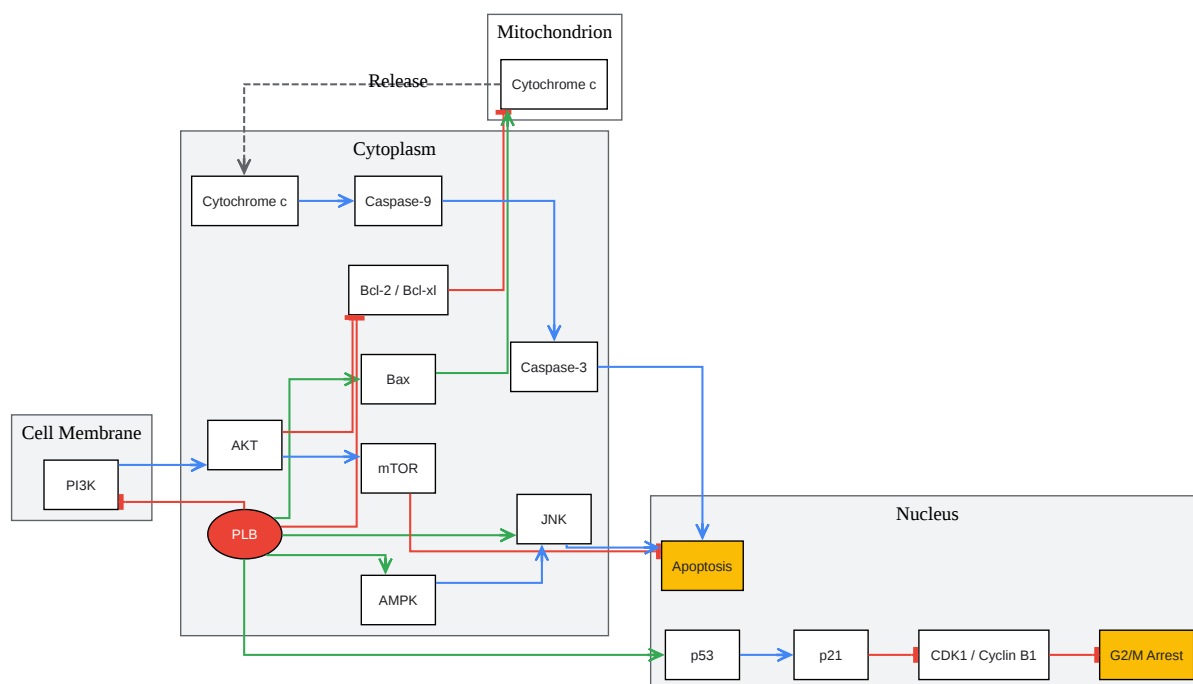 Mitochondrion
Cytochrome c
Release
Cytoplasm
Cytochrome c
Caspase-9
Bcl-2 / Bcl-xl
Bax
Caspase-3
Cell Membrane
AKT
PI3K
mTOR
PLB
JNK
AMPK
Nucleus
Apoptosis
p53
p21
CDK1 / Cyclin B1
G2/M Arrest